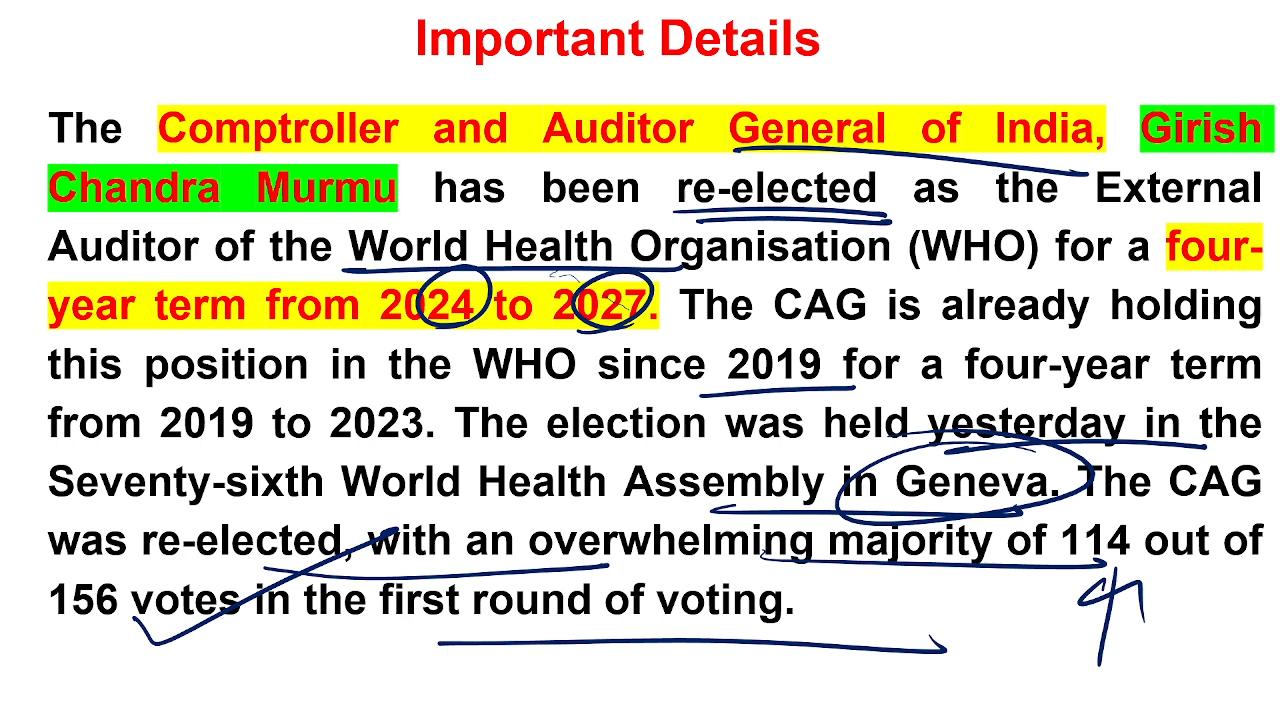 Important Details
The Comptroller and Auditor General of India, Girish
Chandra Murmu has been re-elected as the External
Auditor of the World Health Organisation (WHO) for a four-
year term from 2024 to 2027. The CAG is already holding
this position in the WHO since 2019 for a four-year term
from 2019 to 2023. The election was held yesterday in the
Seventy-sixth World Health Assembly in Geneva. The CAG
was re-elected, with an overwhelming majority of 114 out of
156 votes in the first round of voting.